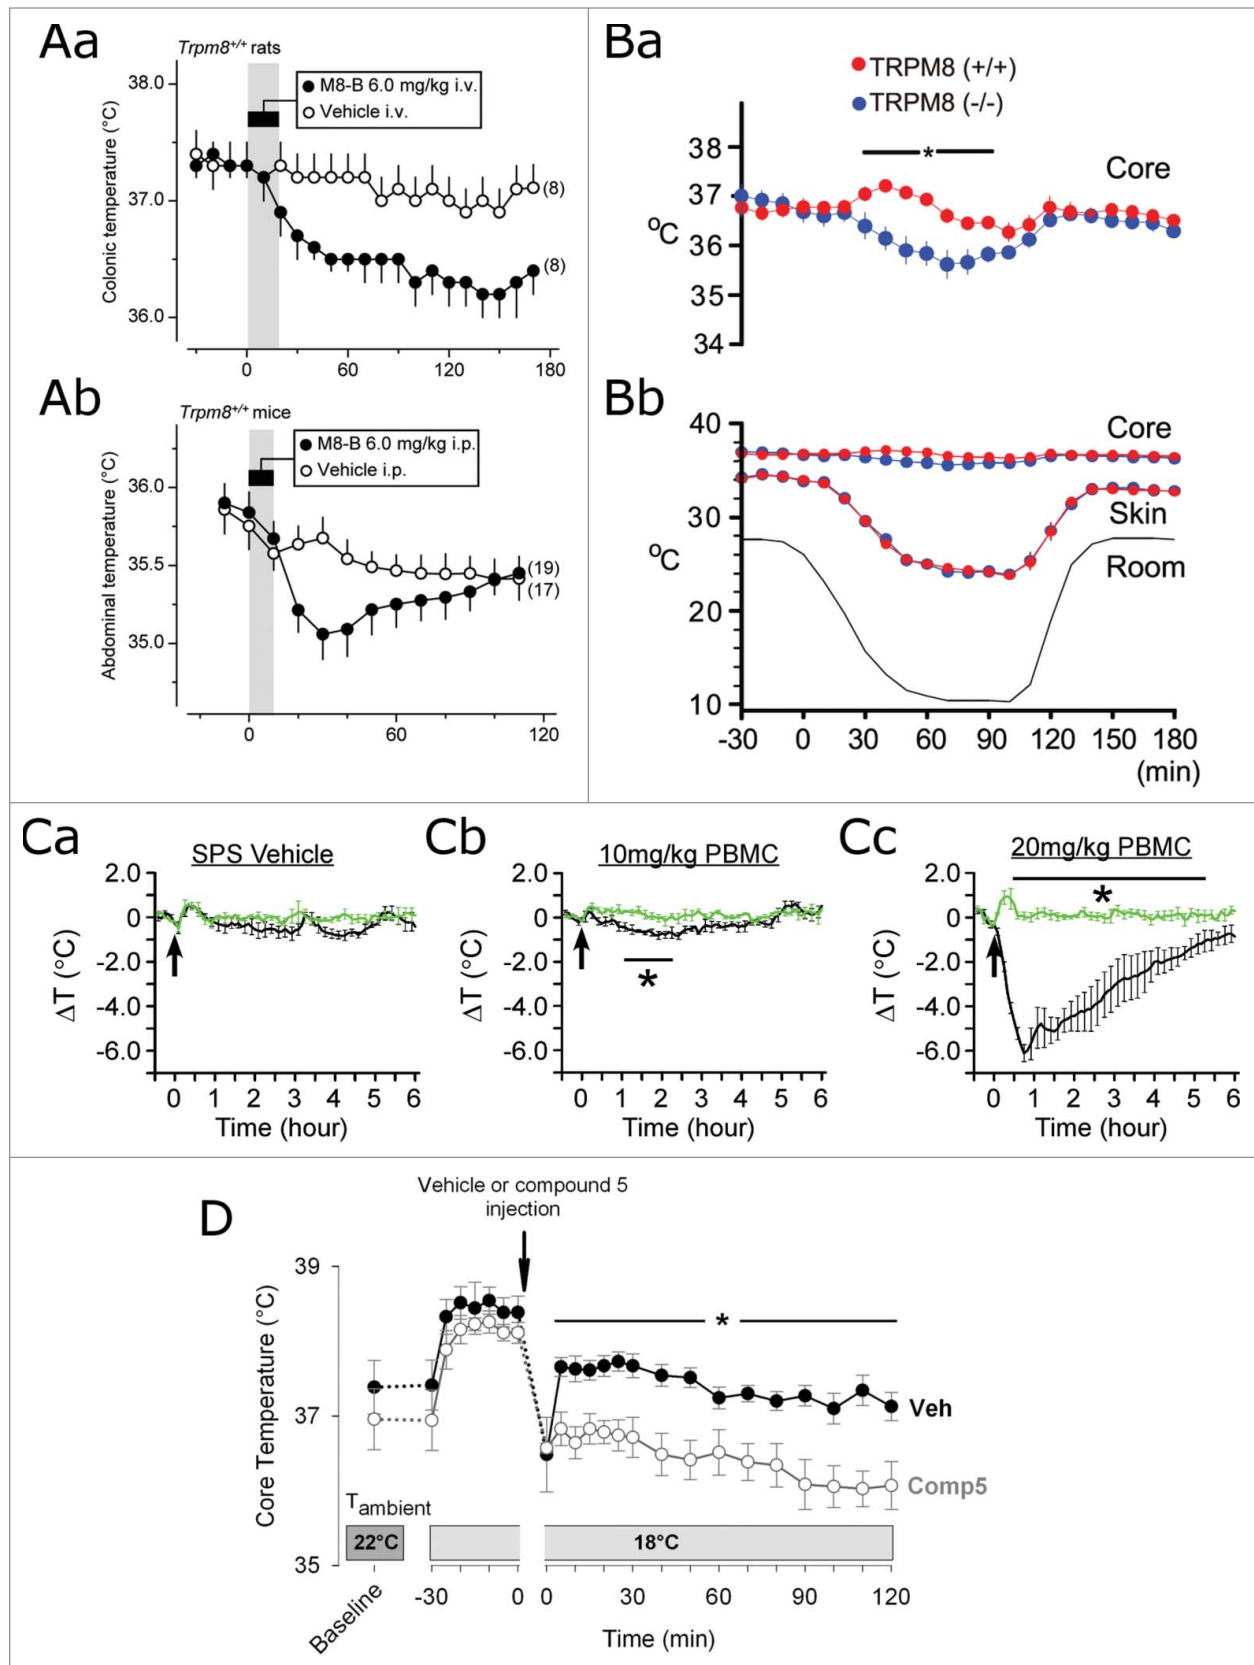 Aa
Trpm8+/+ rats
M8-B 6.0 mg/kg i.v.
Vehicle i.v.
Colonic temperature (°C)
38.0
37.0
36.0
(8)
(8)
0 60 120 180
Ab
Trpm8+/+ mice
M8-B 6.0 mg/kg i.p.
Vehicle i.p.
Abdominal temperature (°C)
36.0
35.5
35.0
(19)
(17)
0 60 120
Ba
TRPM8 (+/+)
TRPM8 (-/-)
*
Core
°C
38
37
36
35
34
Bb
Core
Skin
Room
°C
40
30
20
10
-30 0 30 60 90 120 150 180
(min)
Ca
SPS Vehicle
ΔT (°C)
2.0
0
-2.0
-4.0
-6.0
0 1 2 3 4 5 6
Time (hour)
Cb
10mg/kg PBMC
*
ΔT (°C)
2.0
0
-2.0
-4.0
-6.0
0 1 2 3 4 5 6
Time (hour)
Cc
20mg/kg PBMC
*
ΔT (°C)
2.0
0
-2.0
-4.0
-6.0
0 1 2 3 4 5 6
Time (hour)
D
Vehicle or compound 5
injection
Core Temperature (°C)
39
37
35
*
Veh
Comp5
Tambient
22°C
18°C
Baseline
-30 0 0 30 60 90 120
Time (min)